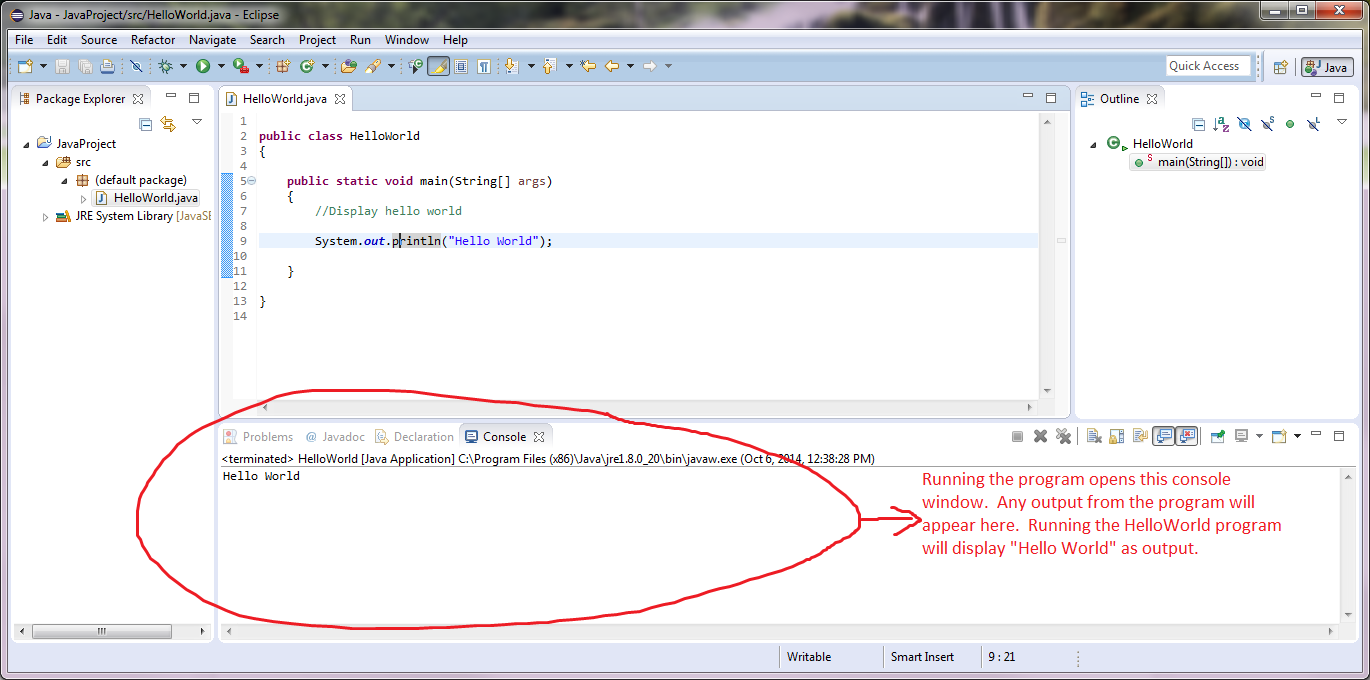 Java - JavaProject/src/HelloWorld.java - Eclipse
File Edit Source Refactor Navigate Search Project Run Window Help
Quick Access Java
Package Explorer
JavaProject
src
(default package)
HelloWorld.java
JRE System Library [JavaSE
HelloWorld.java
1
2 public class HelloWorld
3 {
4
5 public static void main(String[] args)
6 {
7 //Display hello world
8
9 System.out.println("Hello World");
10
11 }
12
13 }
14
Outline
HelloWorld
main(String[]) : void
Problems @ Javadoc Declaration Console
<terminated> HelloWorld [Java Application] C:\Program Files (x86)\Java\jre1.8.0_20\bin\javaw.exe (Oct 6, 2014, 12:38:28 PM)
Hello World
Running the program opens this console
window. Any output from the program will
appear here. Running the HelloWorld program
will display "Hello World" as output.
Writable Smart Insert 9 : 21